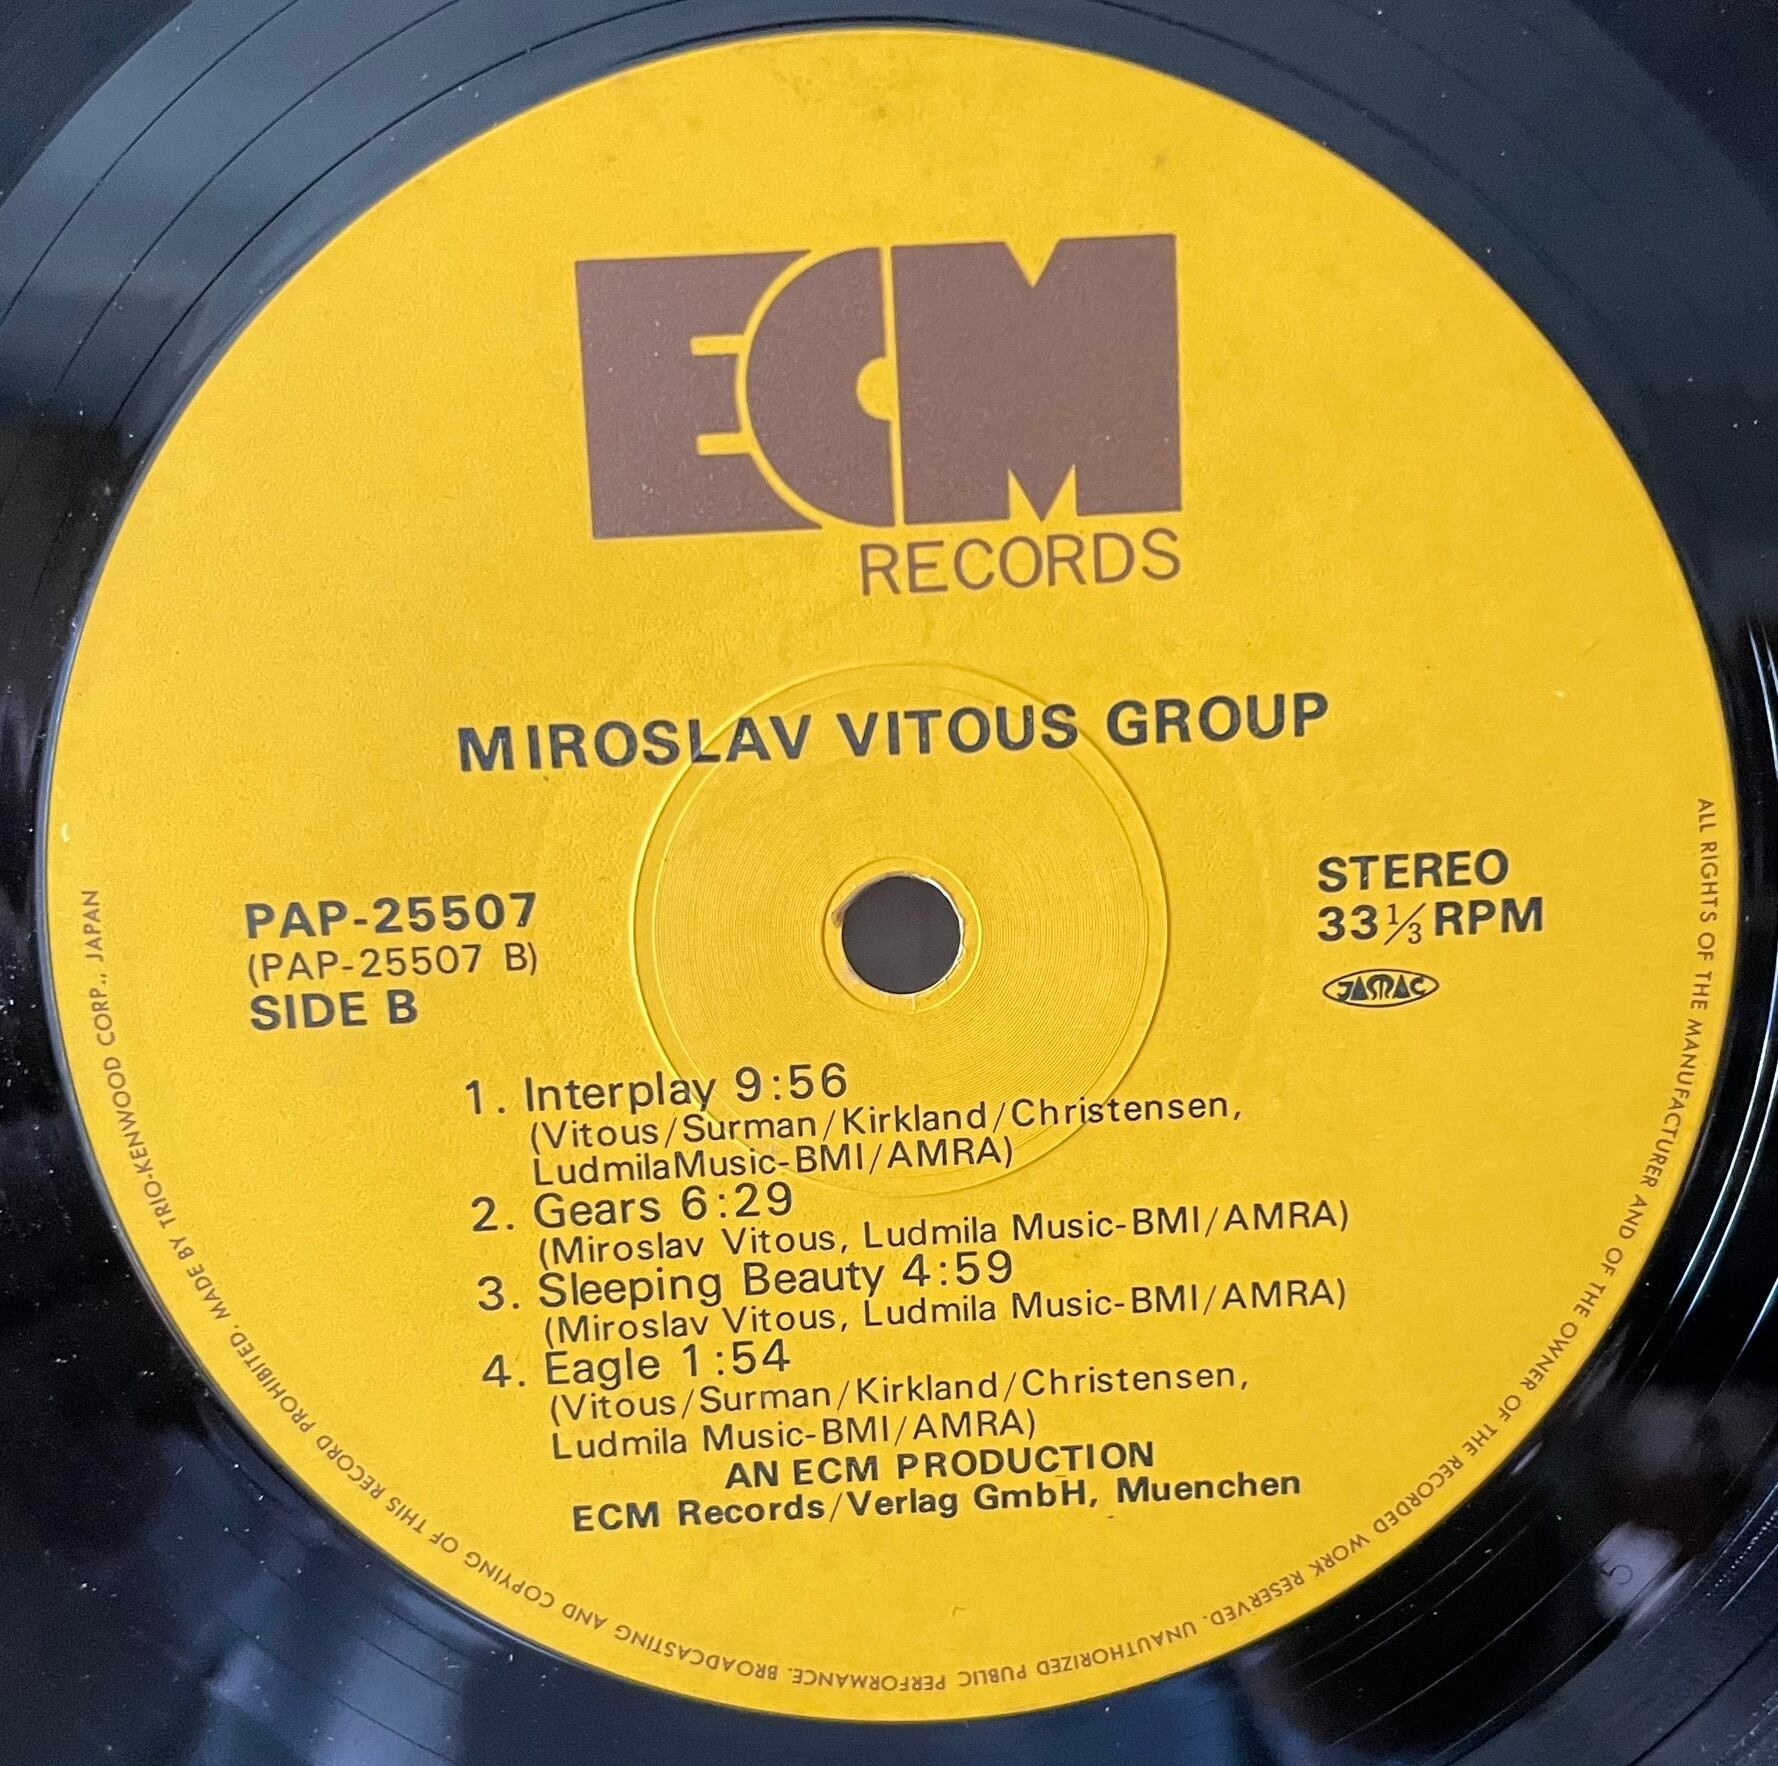 ECM
RECORDS
MIROSLAV VITOUS GROUP
PAP-25507
(PAP-25507 B)
SIDE B
STEREO
33 1/3 RPM
JASRAC
1. Interplay 9:56
(Vitous/Surman/Kirkland/Christensen,
LudmilaMusic-BMI/AMRA)
2. Gears 6:29
(Miroslav Vitous, Ludmila Music-BMI/AMRA)
3. Sleeping Beauty 4:59
(Miroslav Vitous, Ludmila Music-BMI/AMRA)
4. Eagle 1:54
(Vitous/Surman/Kirkland/Christensen,
Ludmila Music-BMI/AMRA)
AN ECM PRODUCTION
ECM Records/Verlag GmbH, Muenchen
ALL RIGHTS OF THE MANUFACTURER AND OF THE OWNER OF THE RECORDED WORK RESERVED. UNAUTHORIZED PUBLIC PERFORMANCE. BROADCASTING AND COPYING OF THIS RECORD PROHIBITED. MADE BY TRIO-KENWOOD CORP., JAPAN